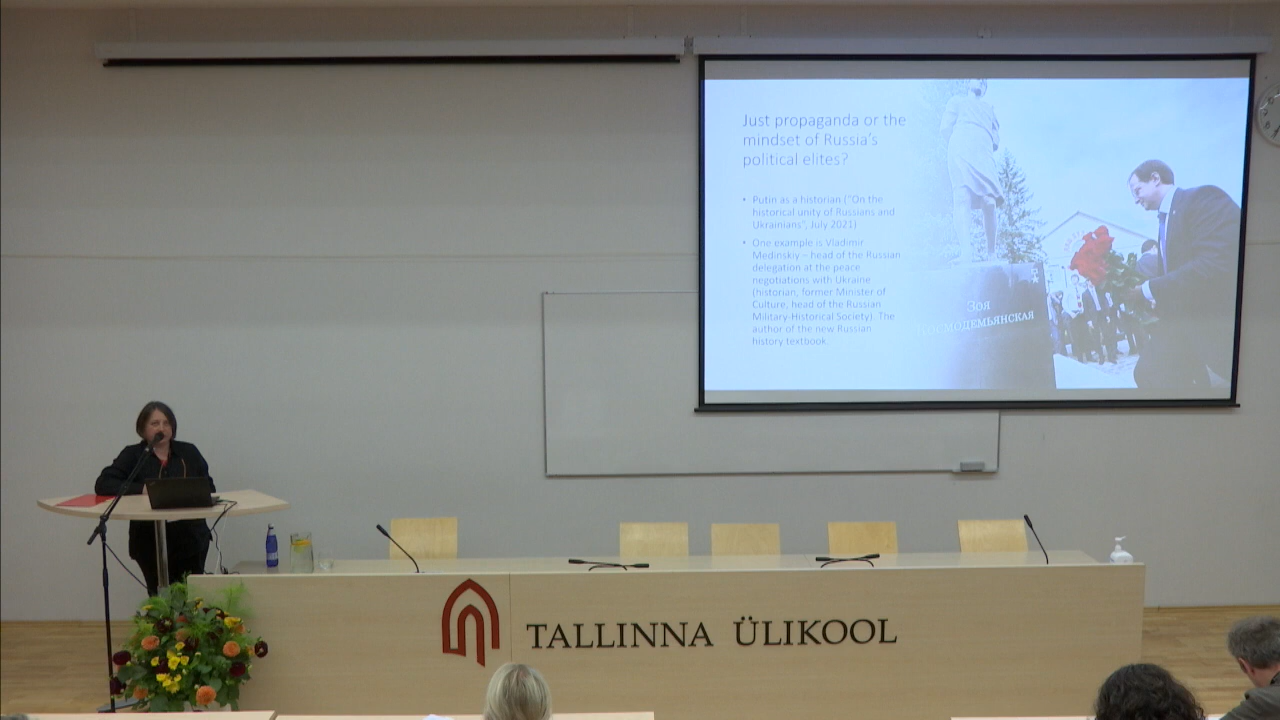 Just propaganda or the
mindset of Russia's
political elites?
• Putin as a historian ("On the
historical unity of Russians and
Ukrainians", July 2021)
• One example is Vladimir
Medinskiy – head of the Russian
delegation at the peace
negotiations with Ukraine
(historian, former Minister of
Culture, head of the Russian
Military-Historical Society). The
author of the new Russian
history textbook.
Зоя
КОСМОДЕМЬЯНСКАЯ
TALLINNA ÜLIKOOL